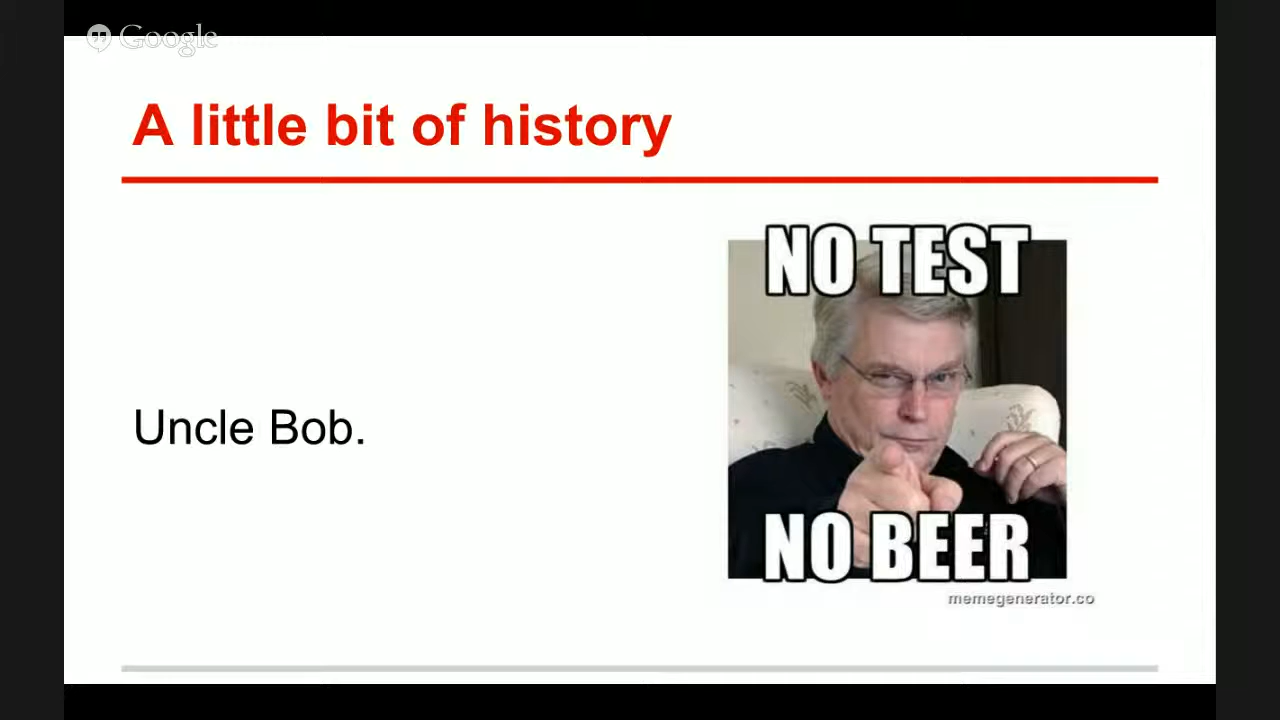 Google
A little bit of history
NO TEST
Uncle Bob.
NO BEER
memegenerator.co